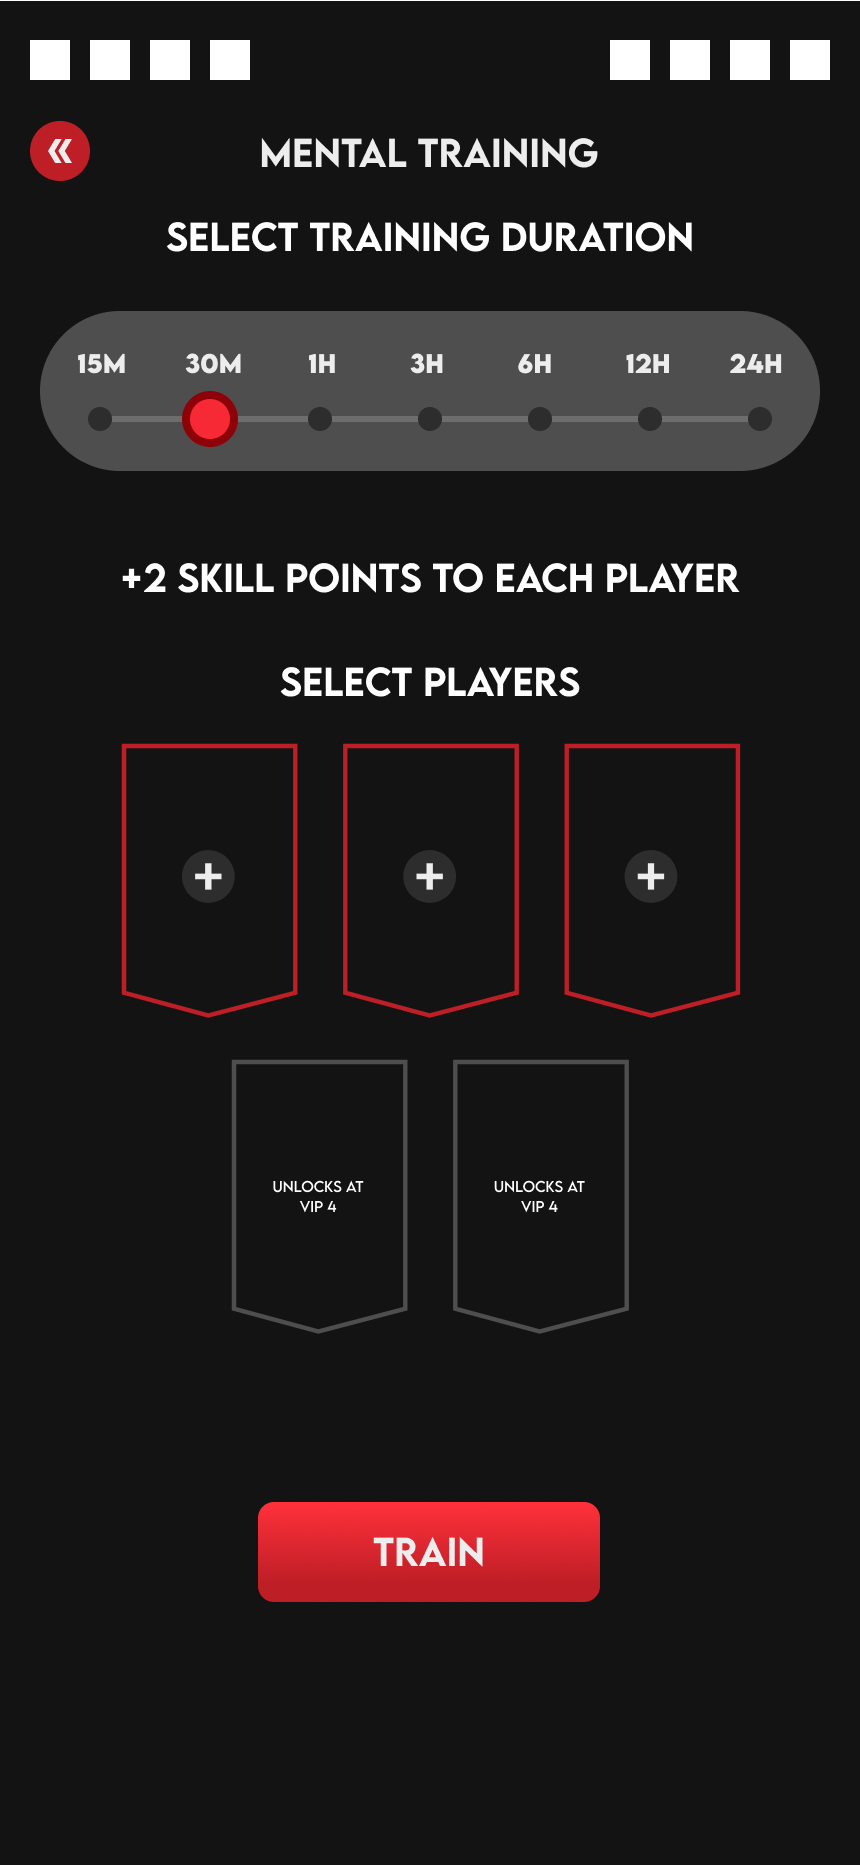 MENTAL TRAINING
SELECT TRAINING DURATION
15M 30M 1H 3H 6H 12H 24H
+2 SKILL POINTS TO EACH PLAYER
SELECT PLAYERS
+ + +
UNLOCKS AT
VIP 4
UNLOCKS AT
VIP 4
TRAIN